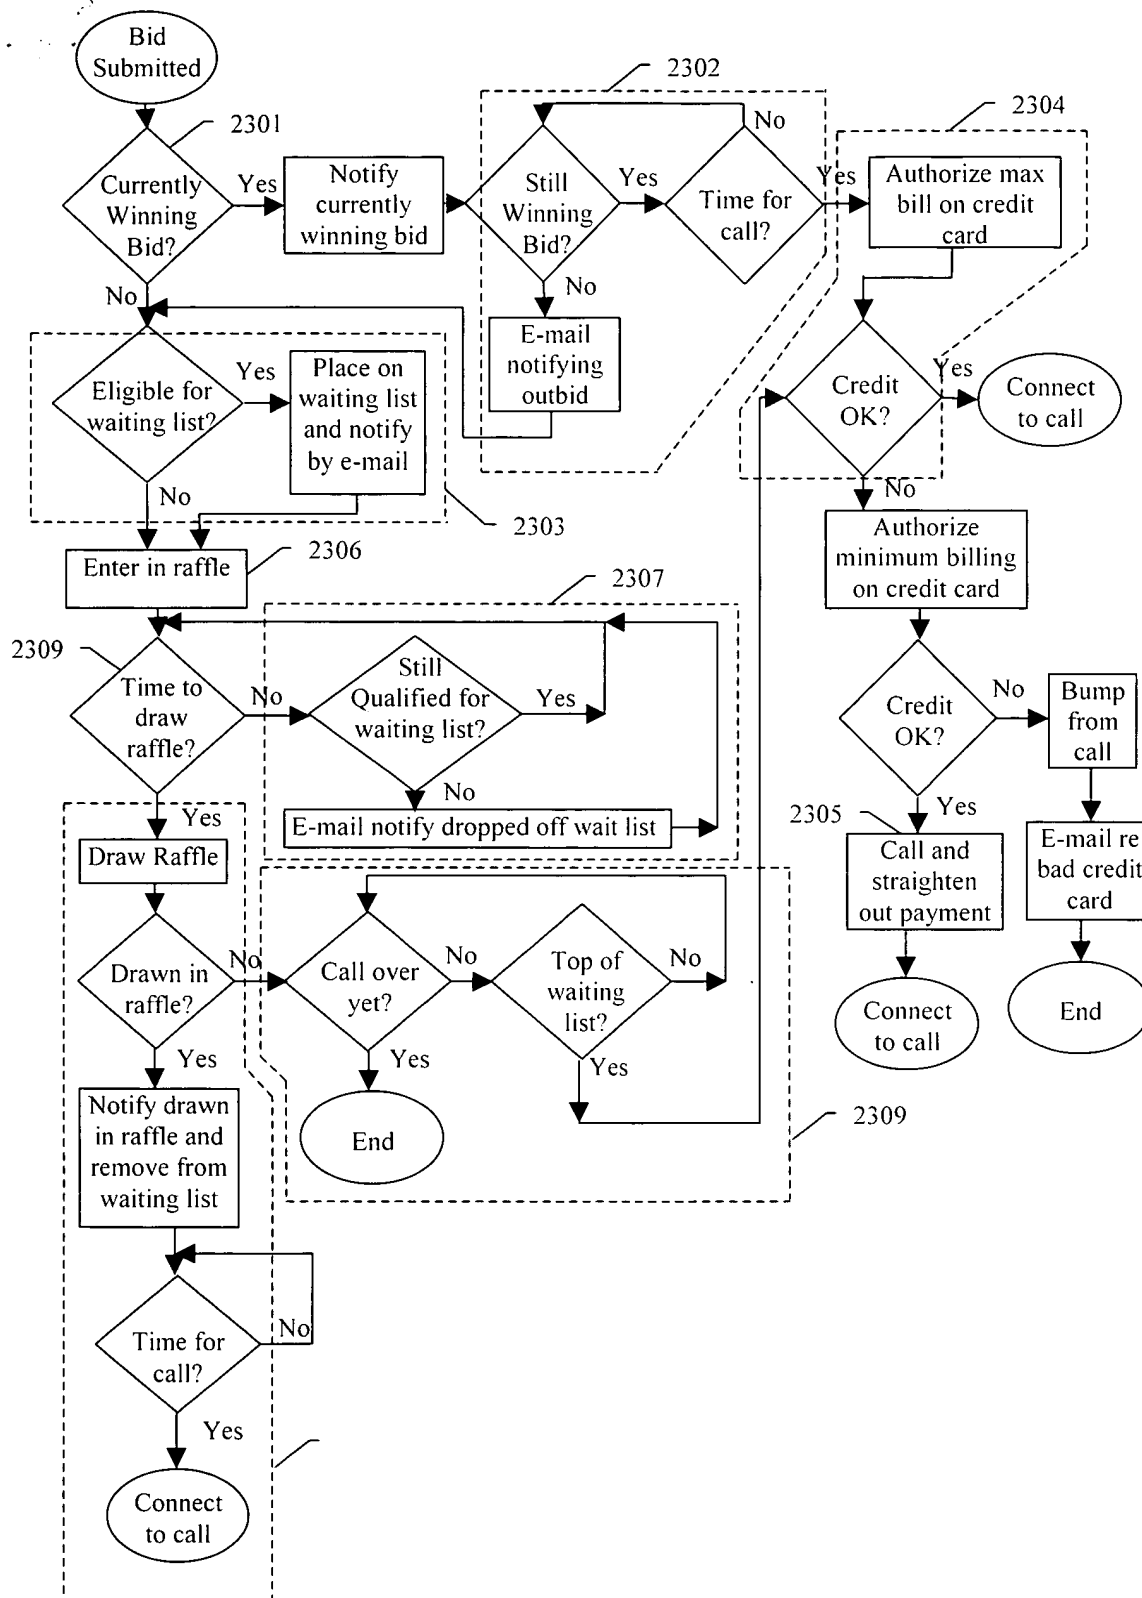 Bid
Submitted
2301
Currently
Winning
Bid?
Yes
No
Notify
currently
winning bid
2302
Still
Winning
Bid?
Yes
No
Time for
call?
No
Yes
E-mail
notifying
outbid
2304
Authorize max
bill on credit
card
Credit
OK?
Yes
No
Connect
to call
Eligible for
waiting list?
Yes
No
Place on
waiting list
and notify
by e-mail
2303
Enter in raffle
2306
2307
2309
Time to
draw
raffle?
No
Yes
Still
Qualified for
waiting list?
Yes
No
E-mail notify dropped off wait list
Authorize
minimum billing
on credit card
Credit
OK?
No
Yes
Bump
from
call
E-mail re
bad credit
card
End
2305
Call and
straighten
out payment
Connect
to call
Draw Raffle
Drawn in
raffle?
No
Yes
Call over
yet?
No
Yes
End
Top of
waiting
list?
No
Yes
2309
Notify drawn
in raffle and
remove from
waiting list
Time for
call?
No
Yes
Connect
to call